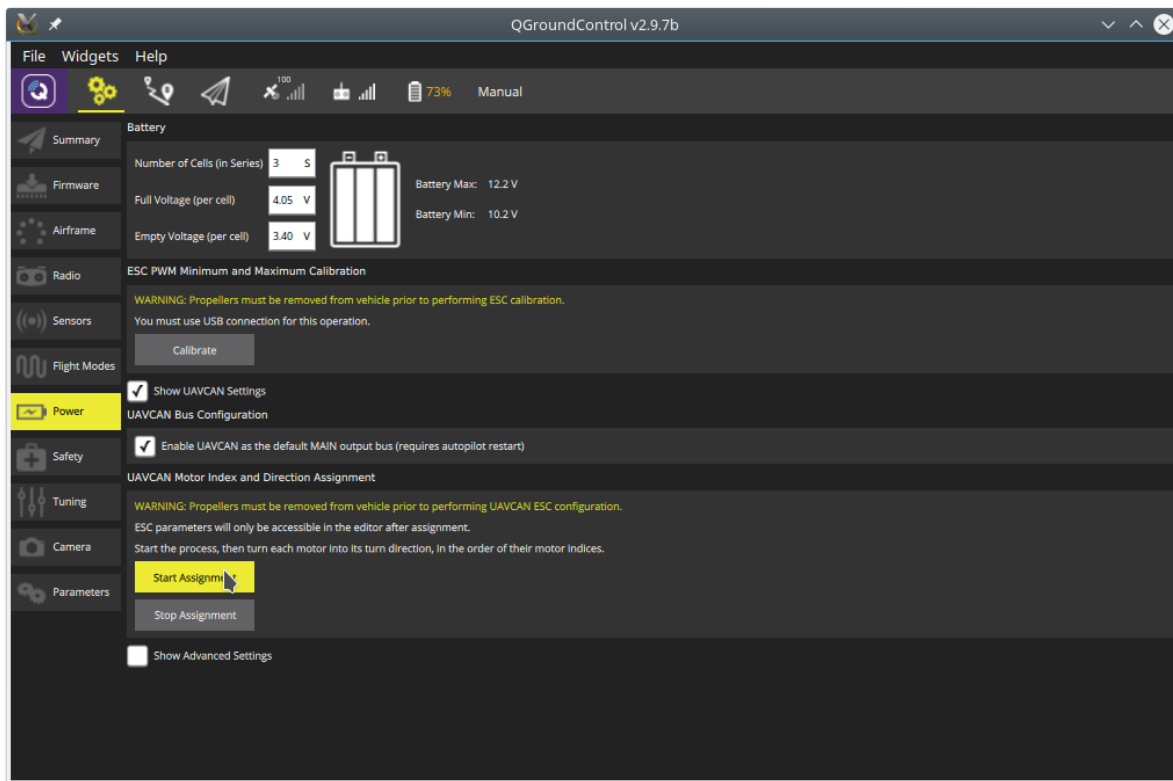 QGroundControl v2.9.7b
File Widgets Help
100
73% Manual
Summary
Firmware
Airframe
Radio
Sensors
Flight Modes
Power
Safety
Tuning
Camera
Parameters
Battery
Number of Cells (in Series) 3 S
Full Voltage (per cell) 4.05 V
Empty Voltage (per cell) 3.40 V
Battery Max: 12.2 V
Battery Min: 10.2 V
ESC PWM Minimum and Maximum Calibration
WARNING: Propellers must be removed from vehicle prior to performing ESC calibration.
You must use USB connection for this operation.
Calibrate
Show UAVCAN Settings
UAVCAN Bus Configuration
Enable UAVCAN as the default MAIN output bus (requires autopilot restart)
UAVCAN Motor Index and Direction Assignment
WARNING: Propellers must be removed from vehicle prior to performing UAVCAN ESC configuration.
ESC parameters will only be accessible in the editor after assignment.
Start the process, then turn each motor into its turn direction, in the order of their motor indices.
Start Assignment
Stop Assignment
Show Advanced Settings